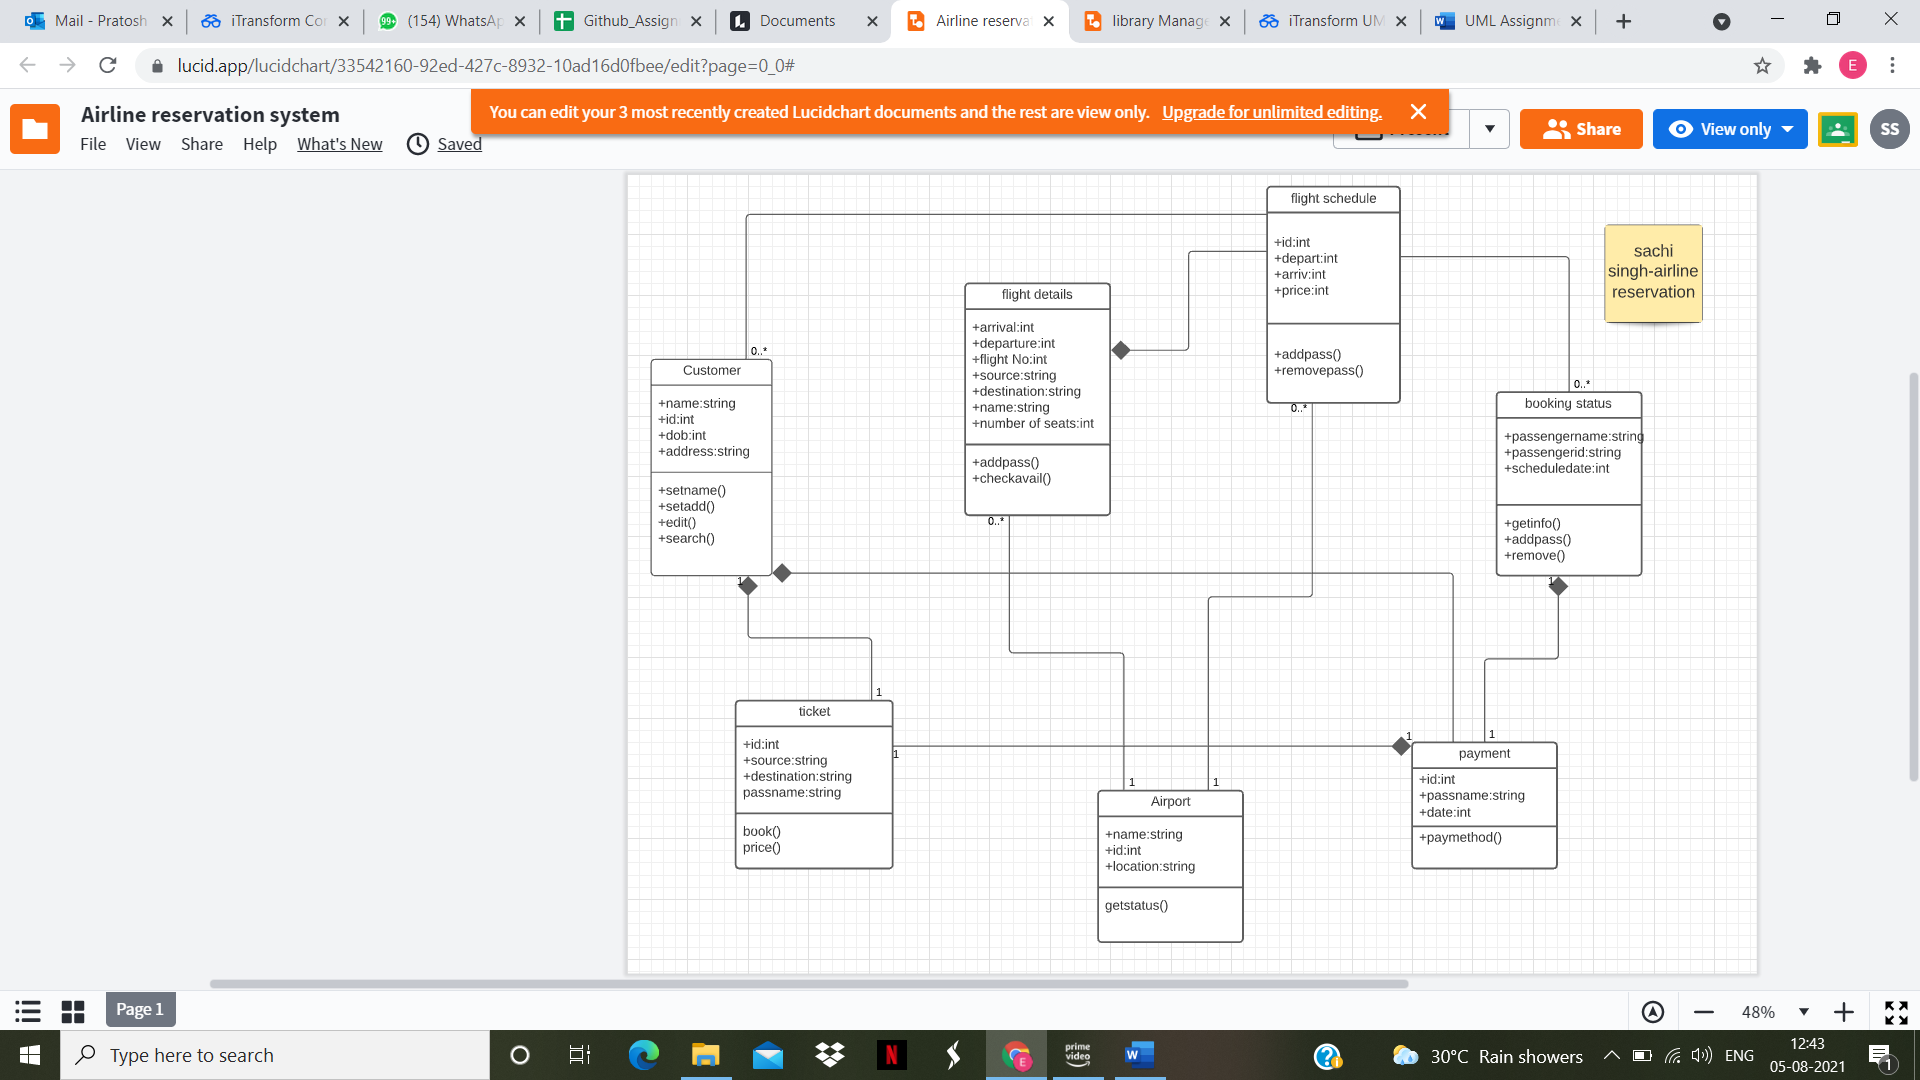 Mail - Pratosh
iTransform Co
(154) WhatsAp
Github_Assign
Documents
Airline reserva
library Manage
iTransform UM
UML Assignme
lucid.app/lucidchart/33542160-92ed-427c-8932-10ad16d0fbee/edit?page=0_0#
E
Airline reservation system
You can edit your 3 most recently created Lucidchart documents and the rest are view only. Upgrade for unlimited editing.
File View Share Help What's New Saved
Share
View only
SS
flight schedule
+id:int
+depart:int
+arriv:int
+price:int
+addpass()
+removepass()
0..*
sachi
singh-airline
reservation
flight details
+arrival:int
+departure:int
+flight No:int
+source:string
+destination:string
+name:string
+number of seats:int
+addpass()
+checkavail()
0..*
0..*
Customer
+name:string
+id:int
+dob:int
+address:string
+setname()
+setadd()
+edit()
+search()
1
0..*
booking status
+passengername:string
+passengerid:string
+scheduledate:int
+getinfo()
+addpass()
+remove()
1
1
ticket
+id:int
+source:string
+destination:string
passname:string
book()
price()
1
1
1
Airport
+name:string
+id:int
+location:string
getstatus()
1
1
payment
+id:int
+passname:string
+date:int
+paymethod()
Page 1
48%
Type here to search
N
prime
video
W
30°C Rain showers
ENG
12:43
05-08-2021
1